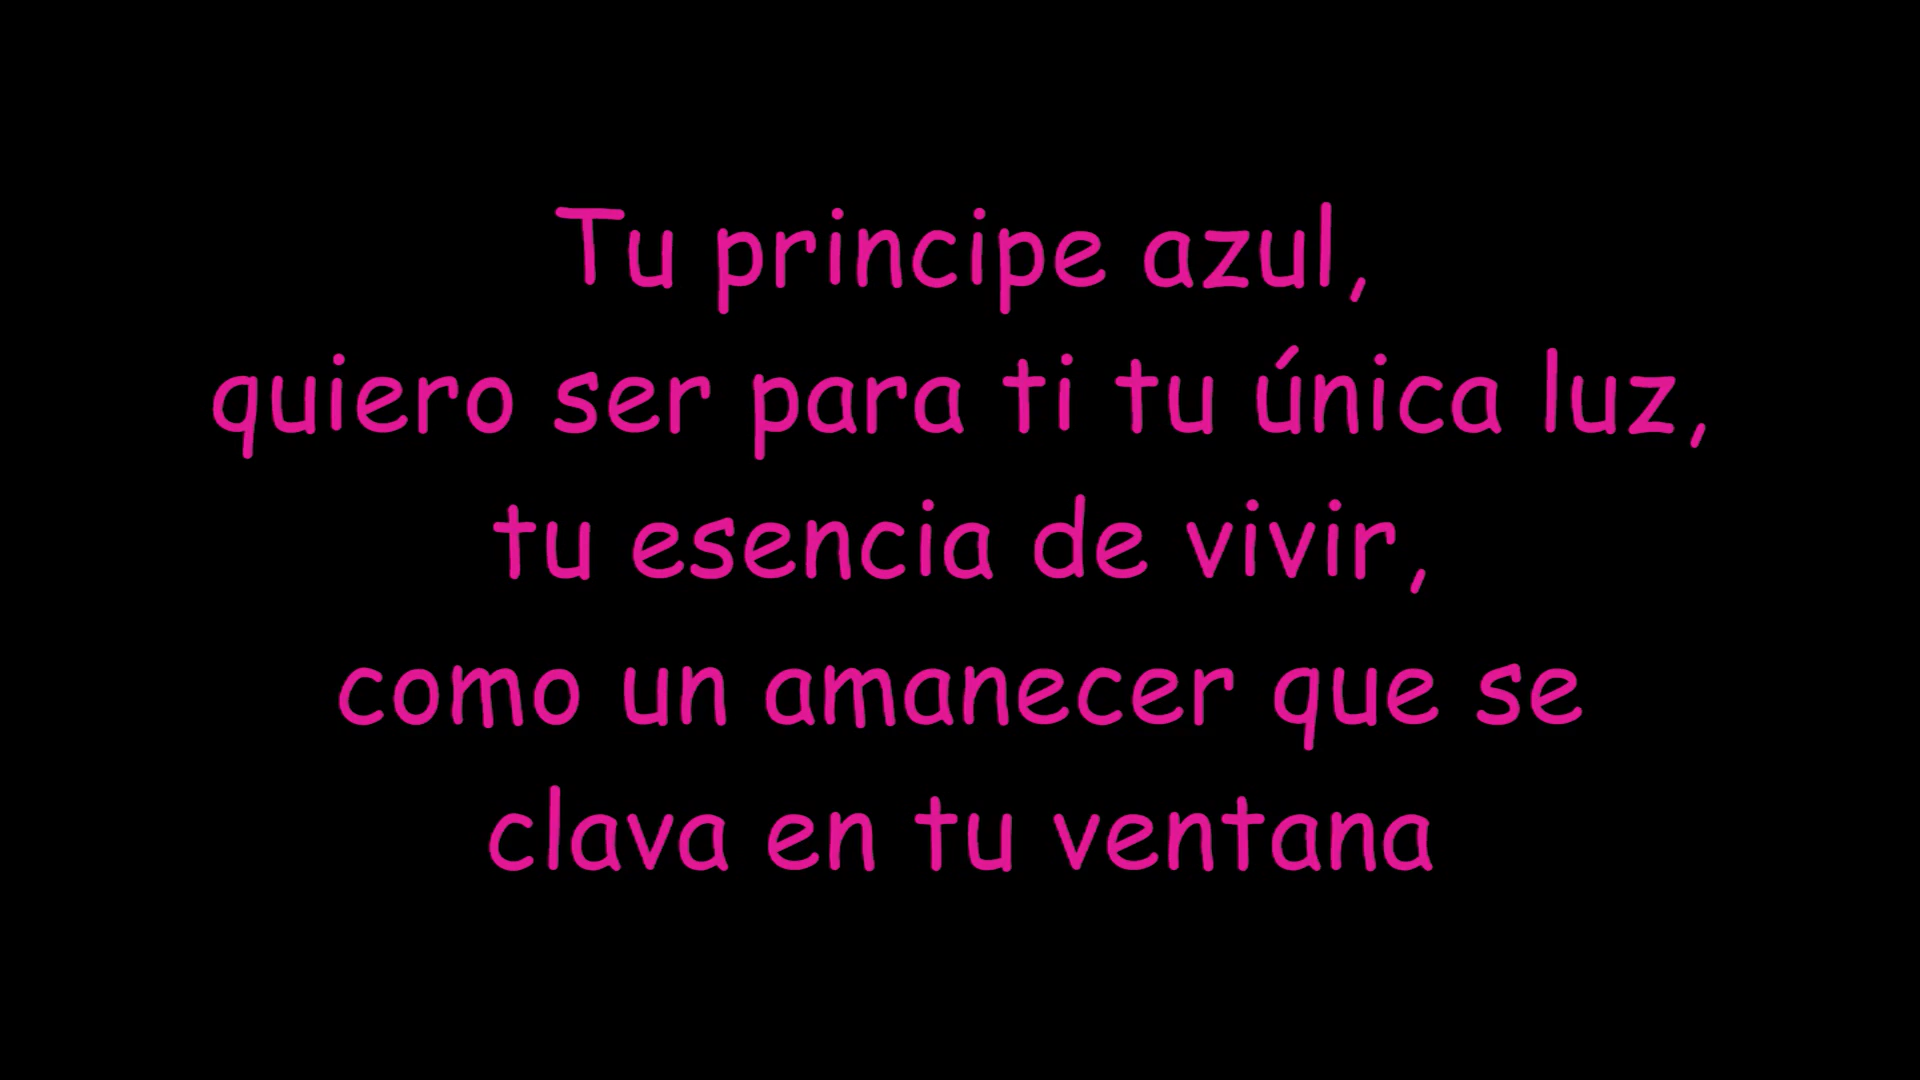 Tu principe azul,
quiero ser para ti tu única luz,
tu esencia de vivir,
como un amanecer que se
clava en tu ventana